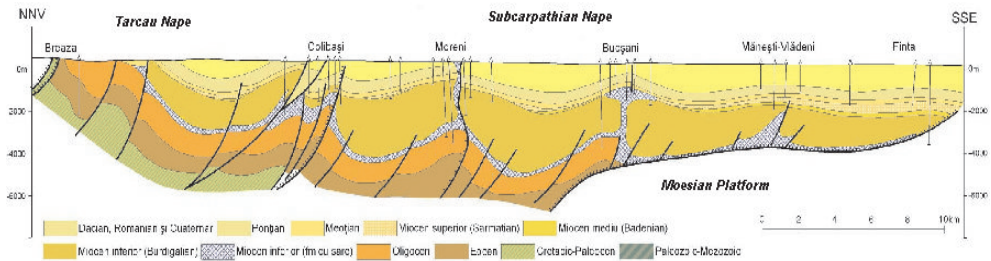 NNV
SSE
Tarcau Nape
Subcarpathian Nape
Breaza
Colibași
Moreni
Bucșani
Mănești-Vlădeni
Finta
0m
0m
-2000
-2000
-4000
-4000
-6000
-6000
Moesian Platform
Dacian, Romanian și Cuaternar
Ponțian
Meoțian
Miocen superior (Sarmatian)
Miocen mediu (Badenian)
0 2 4 6 8 10km
Miocen inferior (Burdigalian)
Miocen inferior (fm cu sare)
Oligocen
Eocen
Cretacic-Paleocen
Paleozoic-Mezozoic